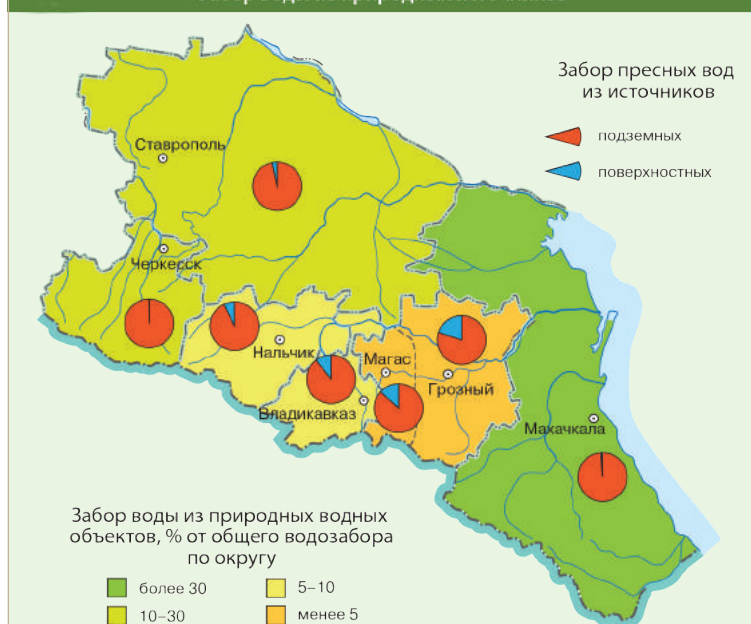 Забор пресных вод
из источников
подземных
поверхностных
Ставрополь
Черкесск
Нальчик
Магас
Грозный
Владикавказ
Махачкала
Забор воды из природных водных
объектов, % от общего водозабора
по округу
более 30
5–10
10–30
менее 5